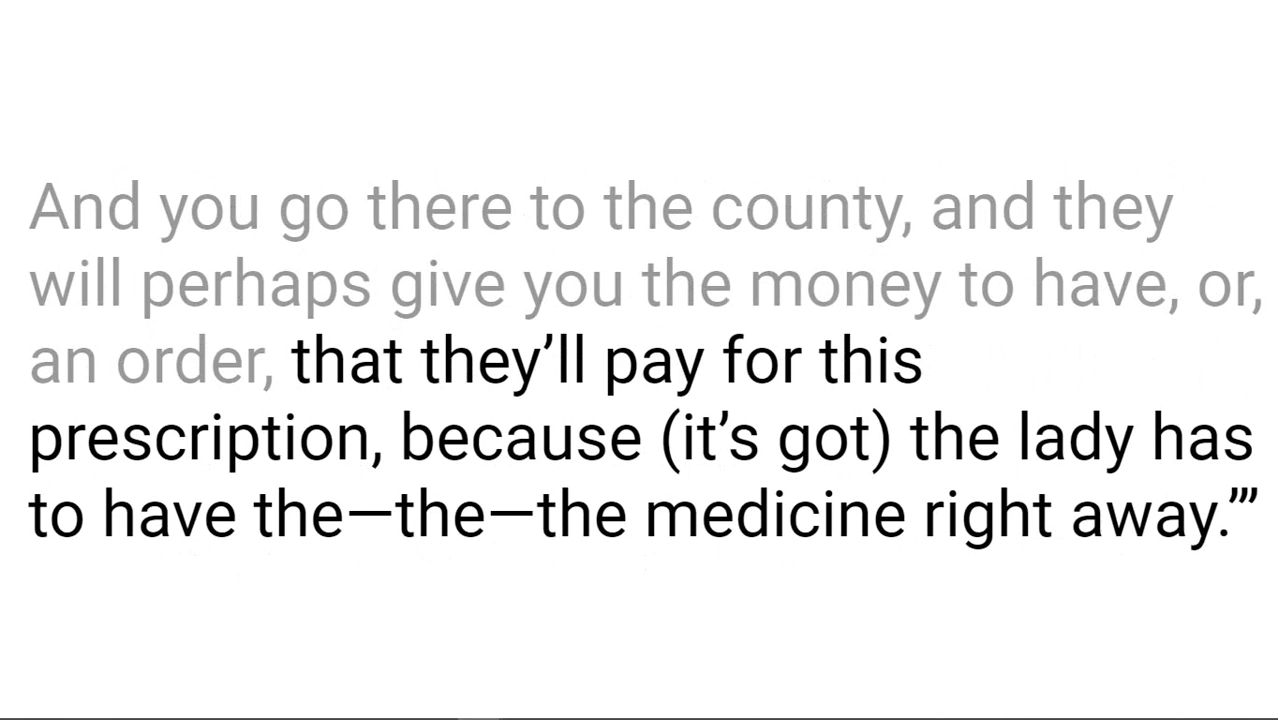 And you go there to the county, and they
will perhaps give you the money to have, or,
an order, that they’ll pay for this
prescription, because (it’s got) the lady has
to have the—the—the medicine right away.’”